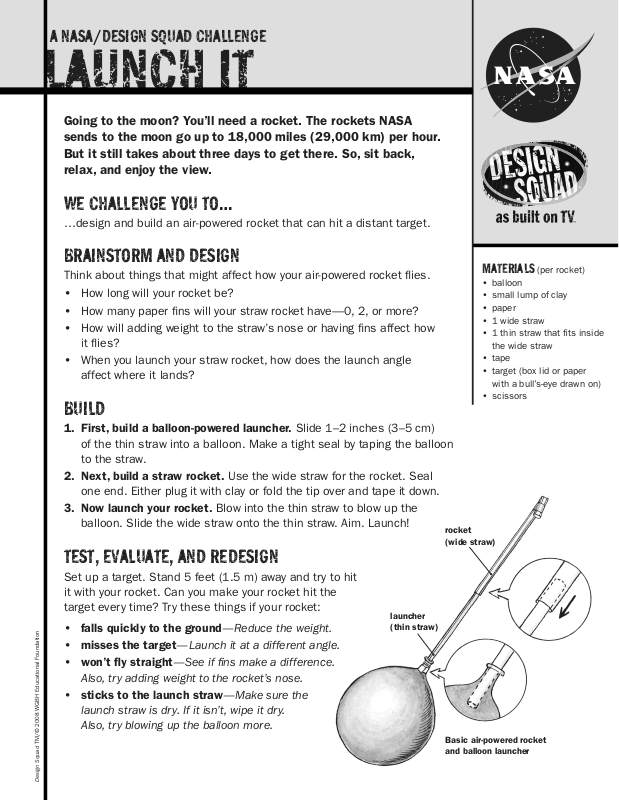 A NASA/DESIGN SQUAD CHALLENGE
LAUNCH IT
NASA
DESIGN
SQUAD
as built on TV.
Going to the moon? You'll need a rocket. The rockets NASA
sends to the moon go up to 18,000 miles (29,000 km) per hour.
But it still takes about three days to get there. So, sit back,
relax, and enjoy the view.
WE CHALLENGE YOU TO...
...design and build an air-powered rocket that can hit a distant target.
BRAINSTORM AND DESIGN
Think about things that might affect how your air-powered rocket flies.
• How long will your rocket be?
• How many paper fins will your straw rocket have—0, 2, or more?
• How will adding weight to the straw's nose or having fins affect how
it flies?
• When you launch your straw rocket, how does the launch angle
affect where it lands?
MATERIALS (per rocket)
• balloon
• small lump of clay
• paper
• 1 wide straw
• 1 thin straw that fits inside
the wide straw
• tape
• target (box lid or paper
with a bull's-eye drawn on)
• scissors
BUILD
1. First, build a balloon-powered launcher. Slide 1–2 inches (3–5 cm)
of the thin straw into a balloon. Make a tight seal by taping the balloon
to the straw.
2. Next, build a straw rocket. Use the wide straw for the rocket. Seal
one end. Either plug it with clay or fold the tip over and tape it down.
3. Now launch your rocket. Blow into the thin straw to blow up the
balloon. Slide the wide straw onto the thin straw. Aim. Launch!
TEST, EVALUATE, AND REDESIGN
Set up a target. Stand 5 feet (1.5 m) away and try to hit
it with your rocket. Can you make your rocket hit the
target every time? Try these things if your rocket:
• falls quickly to the ground—Reduce the weight.
• misses the target—Launch it at a different angle.
• won't fly straight—See if fins make a difference.
Also, try adding weight to the rocket's nose.
• sticks to the launch straw—Make sure the
launch straw is dry. If it isn't, wipe it dry.
Also, try blowing up the balloon more.
rocket
(wide straw)
launcher
(thin straw)
Basic air-powered rocket
and balloon launcher
Design Squad TM/© 2008 WGBH Educational Foundation